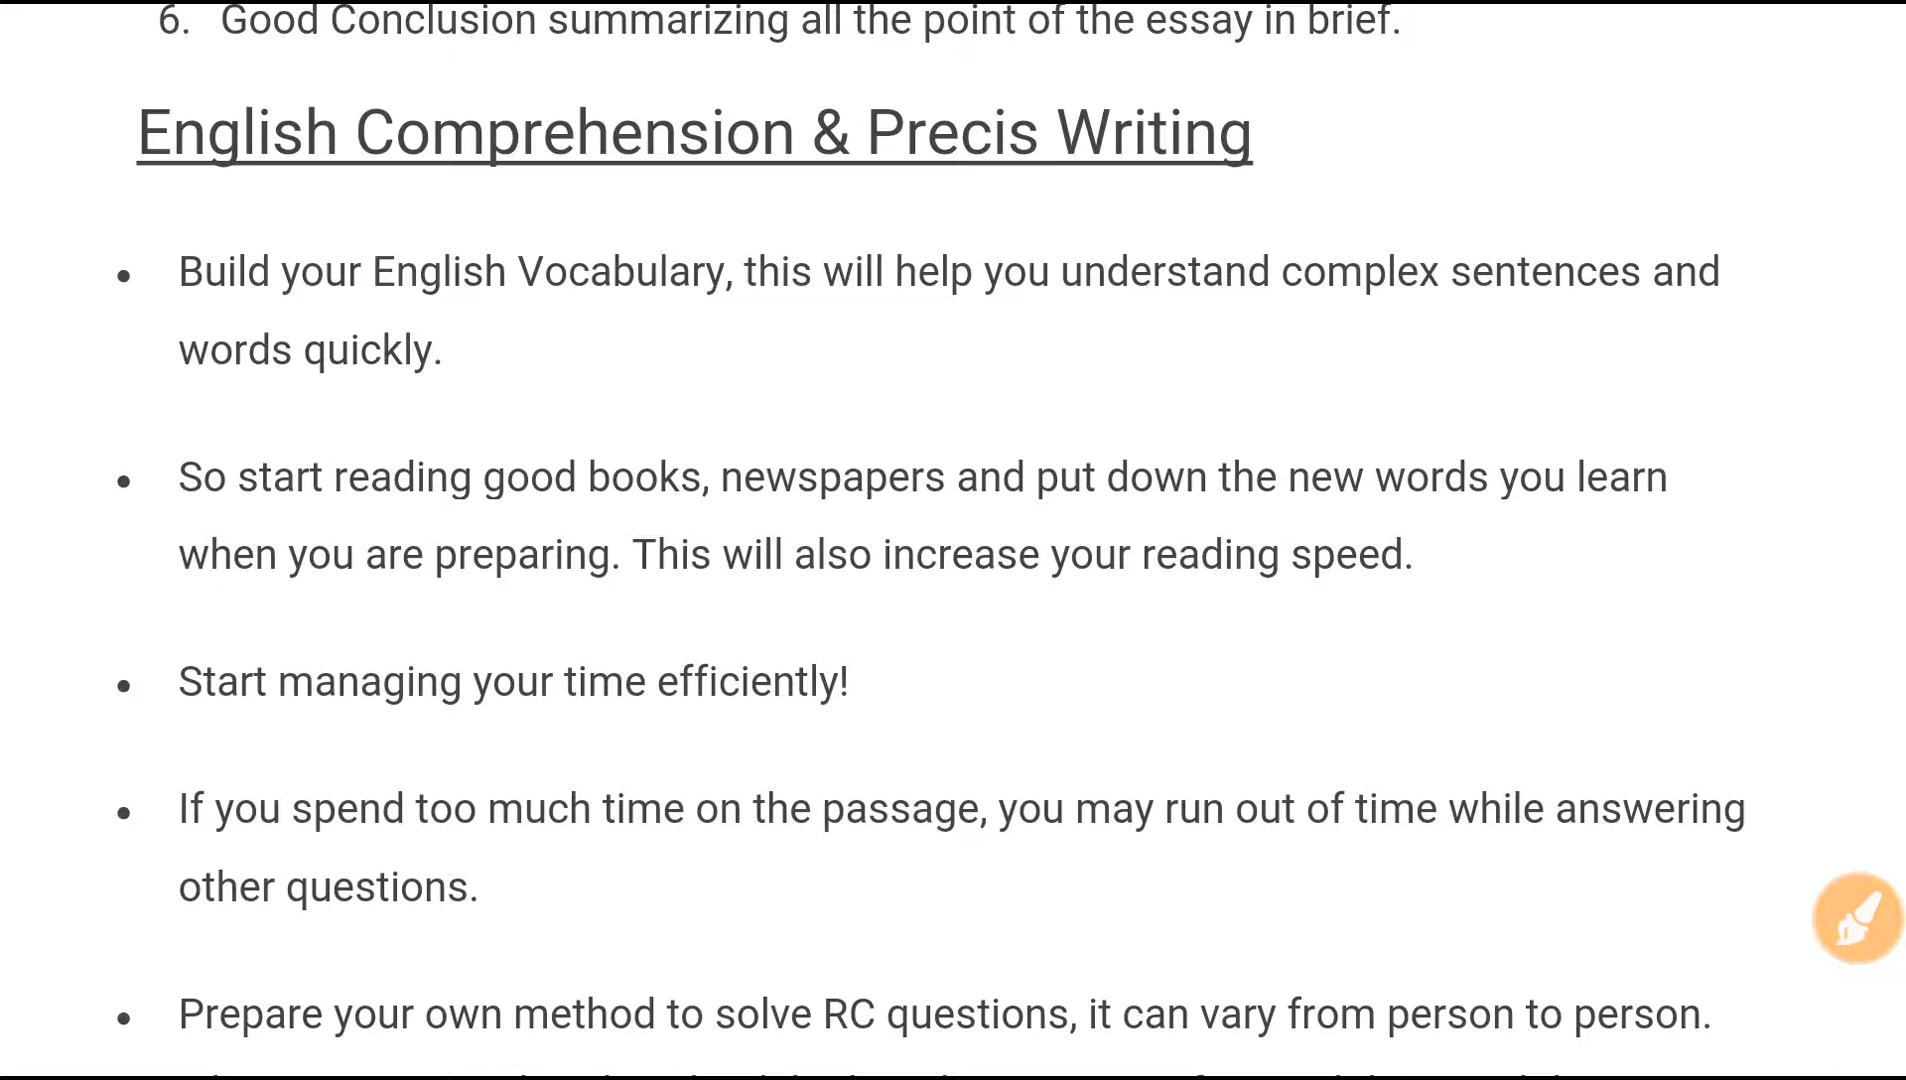 6. Good Conclusion summarizing all the point of the essay in brief.
English Comprehension & Precis Writing
• Build your English Vocabulary, this will help you understand complex sentences and
words quickly.
• So start reading good books, newspapers and put down the new words you learn
when you are preparing. This will also increase your reading speed.
• Start managing your time efficiently!
• If you spend too much time on the passage, you may run out of time while answering
other questions.
• Prepare your own method to solve RC questions, it can vary from person to person.